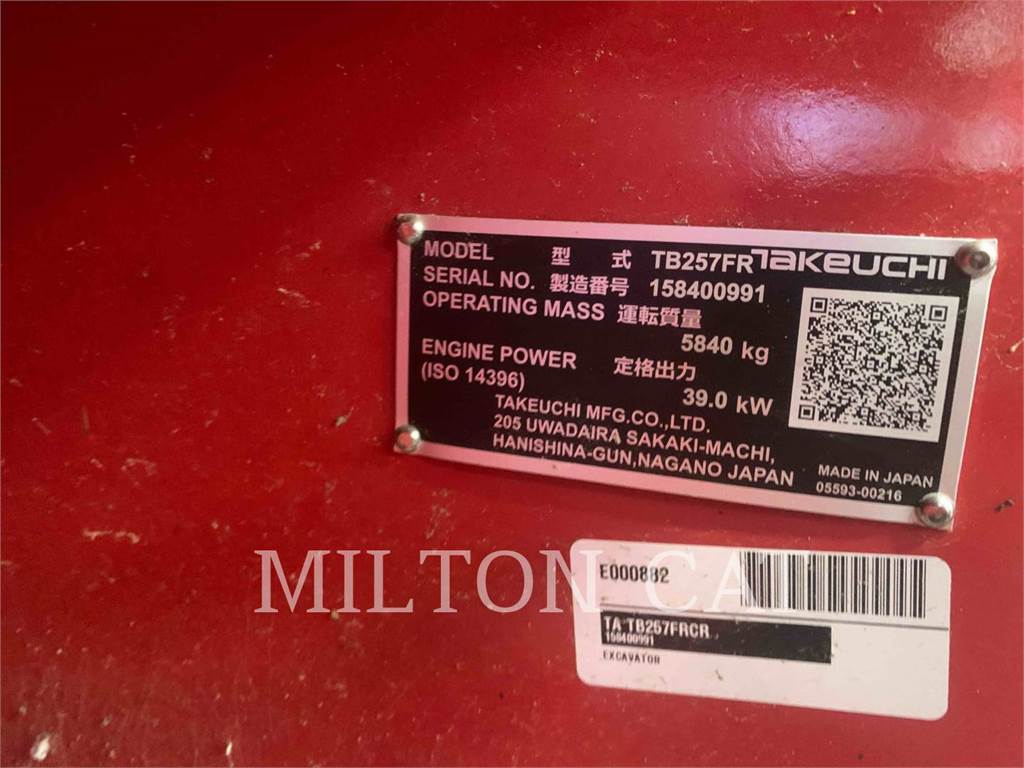 MODEL 型式 TB257FR TAKEUCHI
SERIAL NO. 製造番号 158400991
OPERATING MASS 運転質量
5840 kg
ENGINE POWER 定格出力
(ISO 14396) 39.0 kW
TAKEUCHI MFG.CO.,LTD.
205 UWADAIRA SAKAKI-MACHI,
HANISHINA-GUN,NAGANO JAPAN
MADE IN JAPAN
05593-00216
MILTON CAT
E000882
TA TB257FRCR
158400991
EXCAVATOR